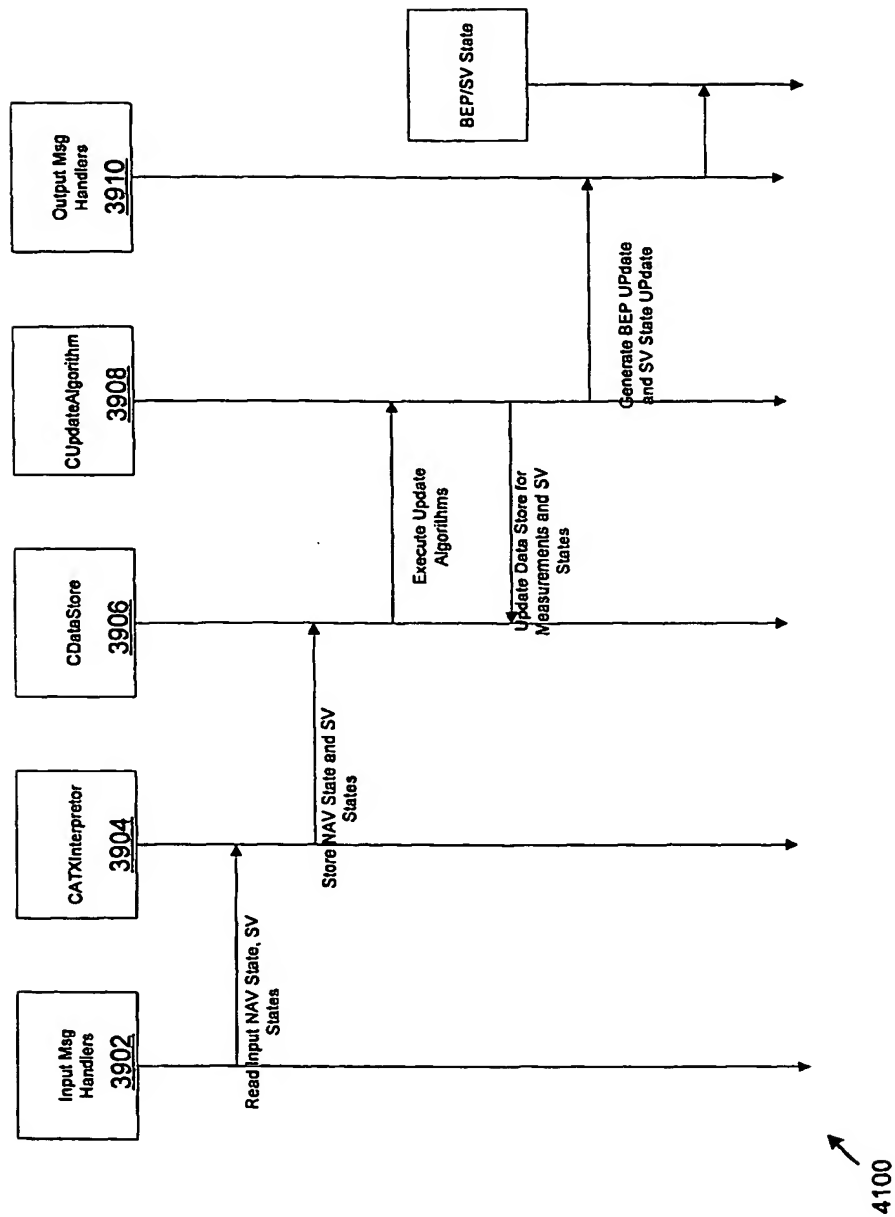 Input Msg
Handlers
3902
CATXInterpretor
3904
CDataStore
3906
CUpdateAlgorithm
3908
Output Msg
Handlers
3910
BEP/SV State
Read Input NAV State, SV
States
Store NAV State and SV
States
Execute Update
Algorithms
Update Data Store for
Measurements and SV
States
Generate BEP UPdate
and SV State UPdate
4100